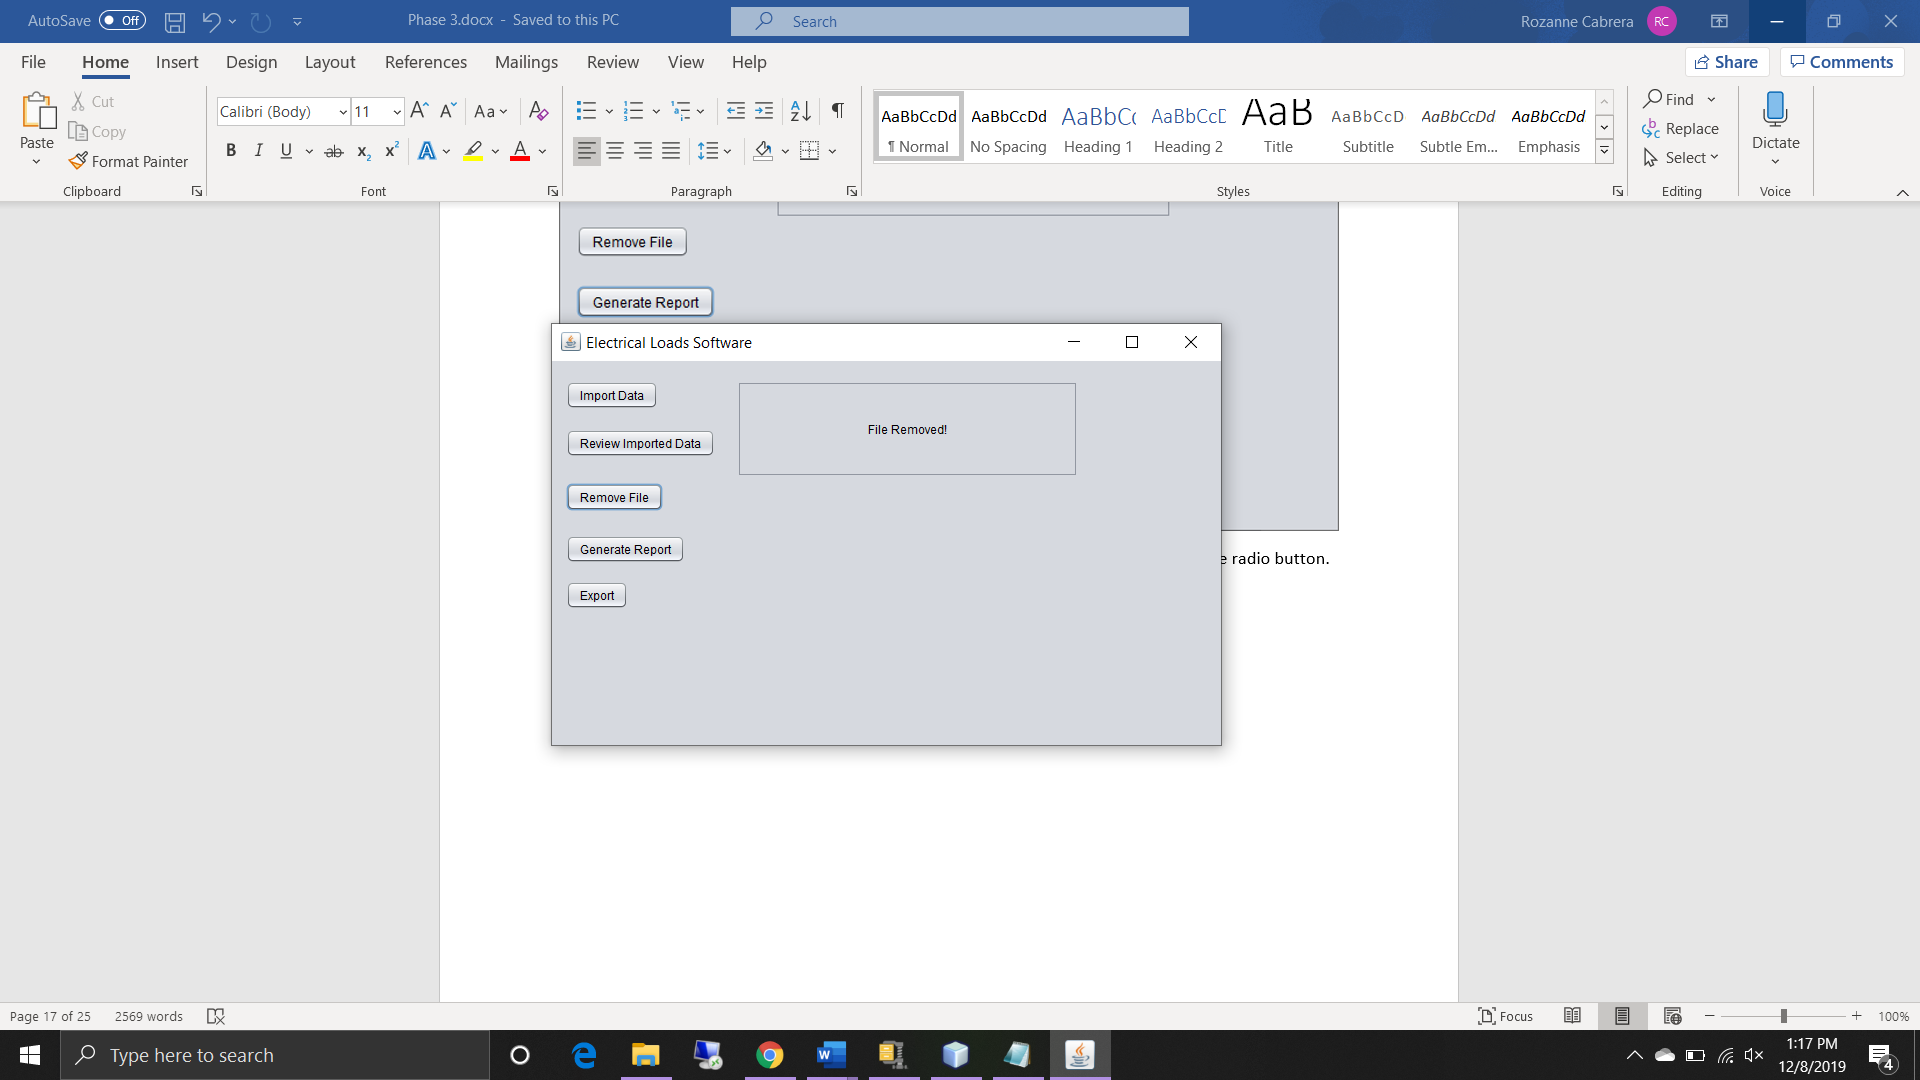 AutoSave Off Phase 3.docx - Saved to this PC Search Rozanne Cabrera RC
File Home Insert Design Layout References Mailings Review View Help Share Comments
Paste Cut Copy Format Painter
Clipboard
Calibri (Body) 11 Aa
B I U ab x2 x2 A A
Font
Paragraph
AaBbCcDd AaBbCcDd AaBbCc AaBbCcD AaB AaBbCcD AaBbCcDd AaBbCcDd
¶ Normal No Spacing Heading 1 Heading 2 Title Subtitle Subtle Em... Emphasis
Styles
Find
Replace
Select
Editing
Dictate
Voice
Remove File
Generate Report
Electrical Loads Software
Import Data
File Removed!
Review Imported Data
Remove File
Generate Report
Export
e radio button.
Page 17 of 25 2569 words Focus 100%
Type here to search
1:17 PM
12/8/2019
4